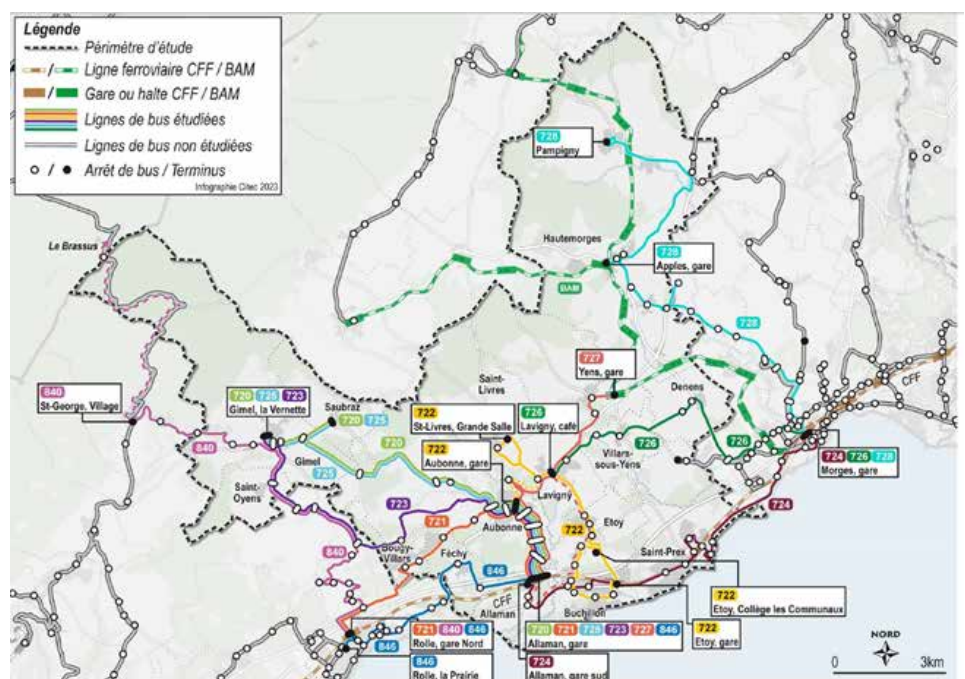 Légende
Périmètre d'étude
/ Ligne ferroviaire CFF / BAM
/ Gare ou halte CFF / BAM
Lignes de bus étudiées
Lignes de bus non étudiées
/ Arrêt de bus / Terminus
Infographie Citec 2023
728
Pampigny
Le Brassus
Hautemorges
728
Apples, gare
BAM
728
727
Yens, gare
CFF
840
St-George, Village
720 725 723
Gimel, la Vernette
Saubraz
720 725
Saint-
Livres
Denens
722
St-Livres, Grande Salle
726
Lavigny, café
840
720
722
Aubonne, gare
726
726
724 726 728
Morges, gare
Villars-
sous-Yens
Gimel
725
Saint-
Oyens
Lavigny
724
723
Aubonne
721
Etoy
722
840
Bougy-
Villars
Féchy
Saint-Prex
846
CFF
Allaman
Buchillon
722
Etoy, Collège les Communaux
721 840 846
Rolle, gare Nord
720 721 725 723 727 846
Allaman, gare
722
Etoy, gare
846
846
Rolle, la Prairie
724
Allaman, gare sud
NORD
0 3km